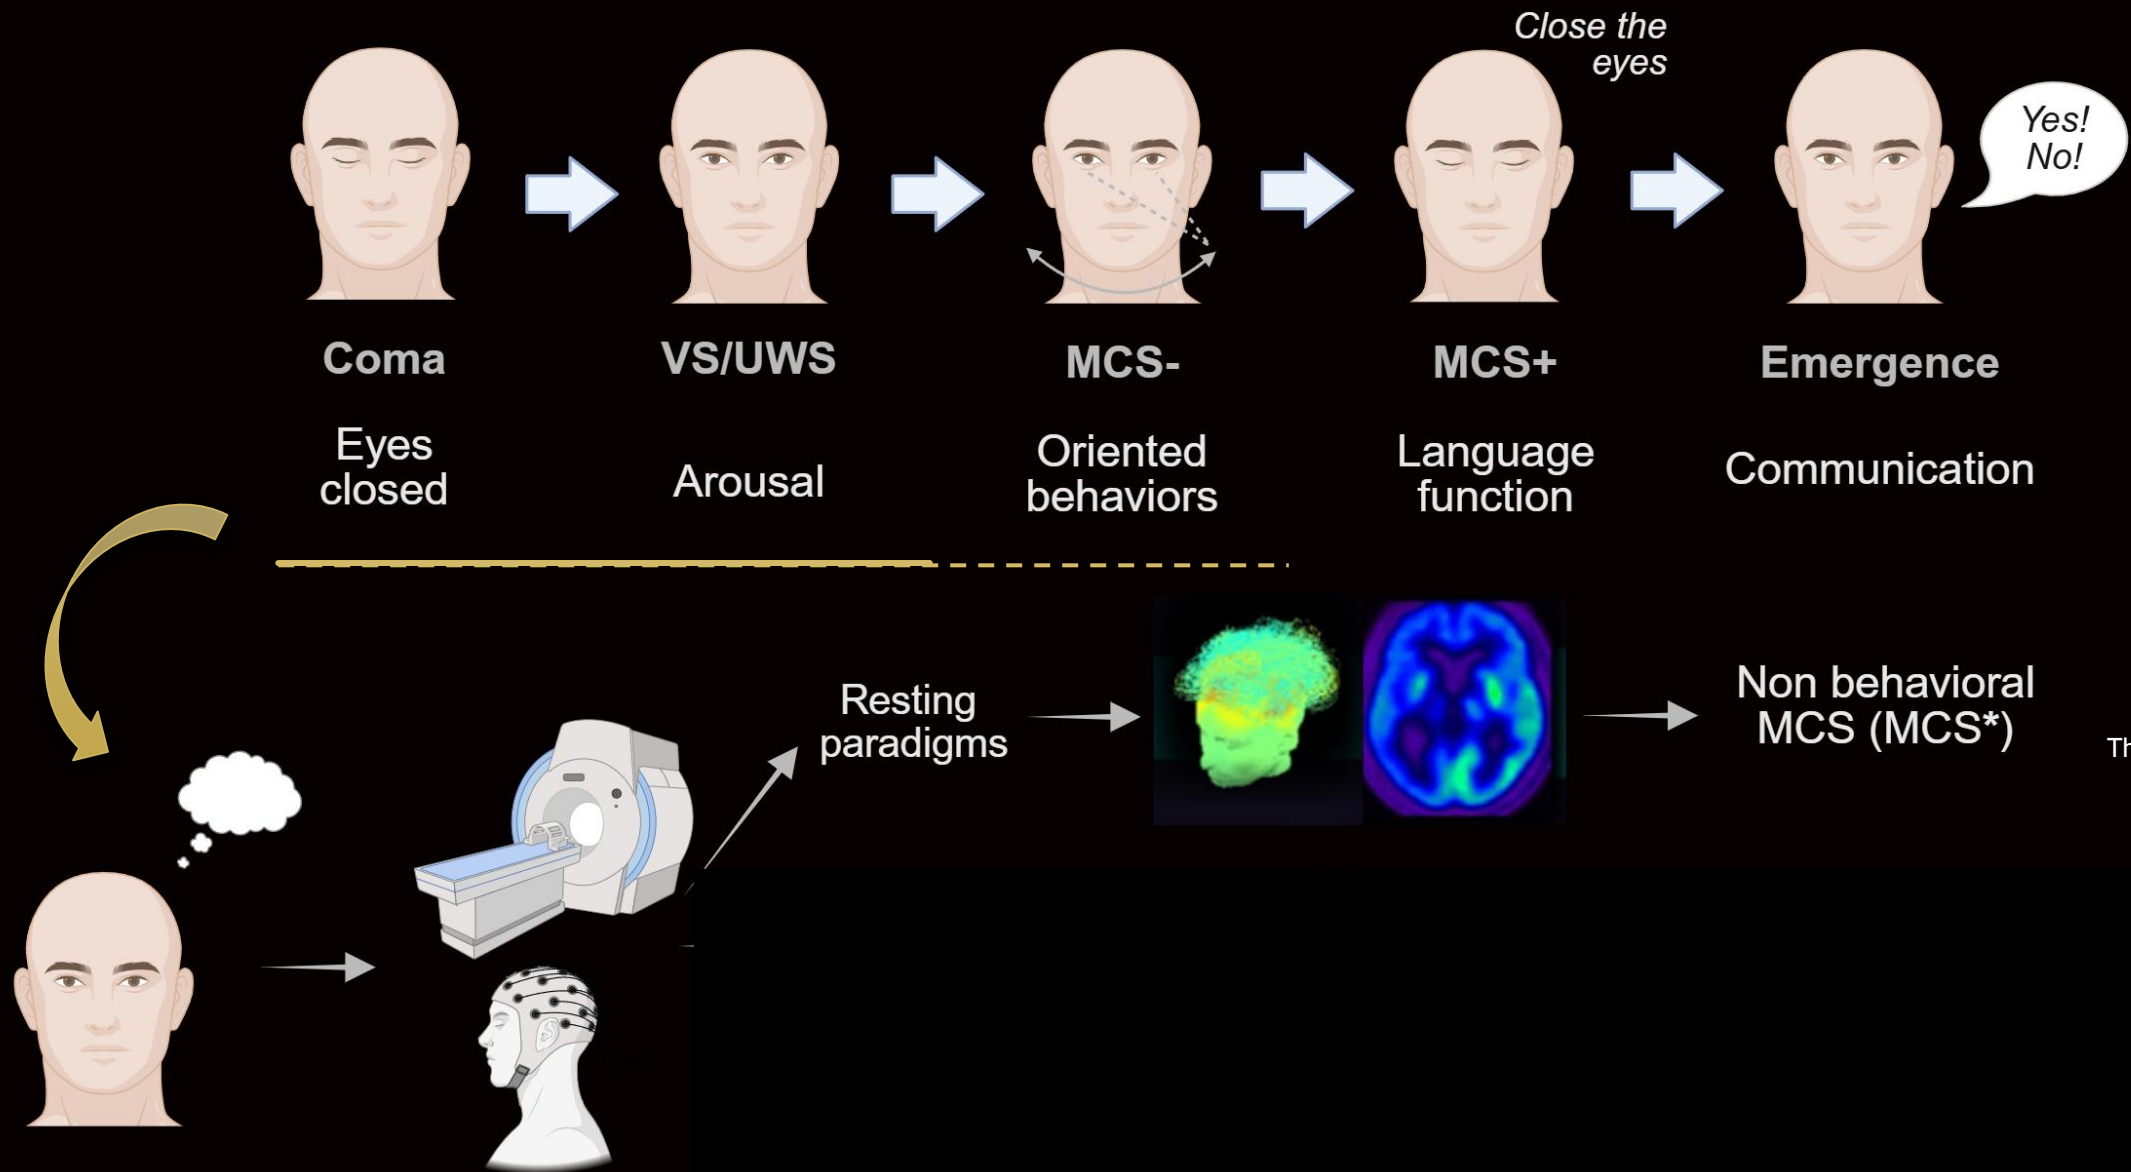 Close the
eyes
Yes!
No!
Coma
VS/UWS
MCS-
MCS+
Emergence
Eyes
closed
Arousal
Oriented
behaviors
Language
function
Communication
Resting
paradigms
Non behavioral
MCS (MCS*)
Th